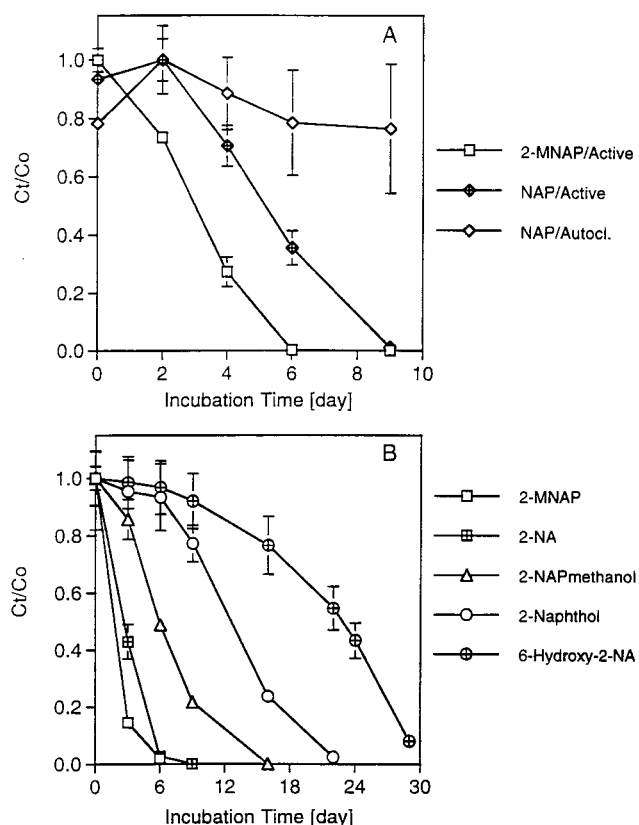 A
Ct/Co
1.0
0.8
0.6
0.4
0.2
0.0
0
2
4
6
8
10
Incubation Time [day]
2-MNAP/Active
NAP/Active
NAP/Autocl.
B
Ct/Co
1.0
0.8
0.6
0.4
0.2
0.0
0
6
12
18
24
30
Incubation Time [day]
2-MNAP
2-NA
2-NAPmethanol
2-Naphthol
6-Hydroxy-2-NA